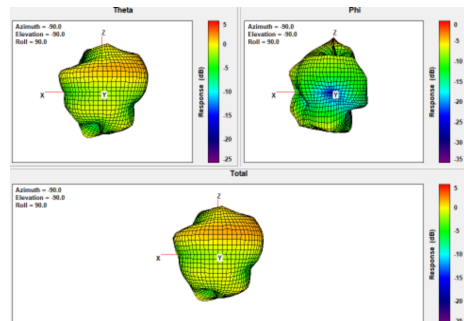 Theta
Azimuth = -90.0
Elevation = -90.0
Roll = 90.0
Z
X
Y
5
0
-5
-10
-15
-20
-25
Response (dB)
Phi
Azimuth = -90.0
Elevation = -90.0
Roll = 90.0
Z
X
Y
0
-5
-10
-15
-20
-25
-30
-35
Response (dB)
Total
Azimuth = -90.0
Elevation = -90.0
Roll = 90.0
Z
X
Y
5
0
-5
-10
-15
-20
Response (dB)